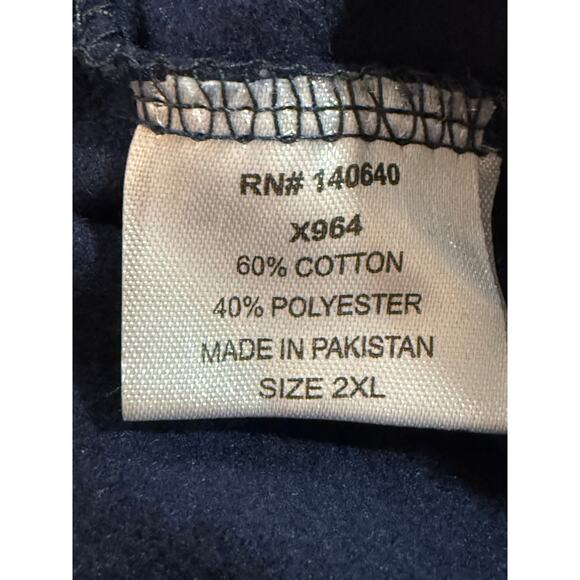 RN# 140640
X964
60% COTTON
40% POLYESTER
MADE IN PAKISTAN
SIZE 2XL